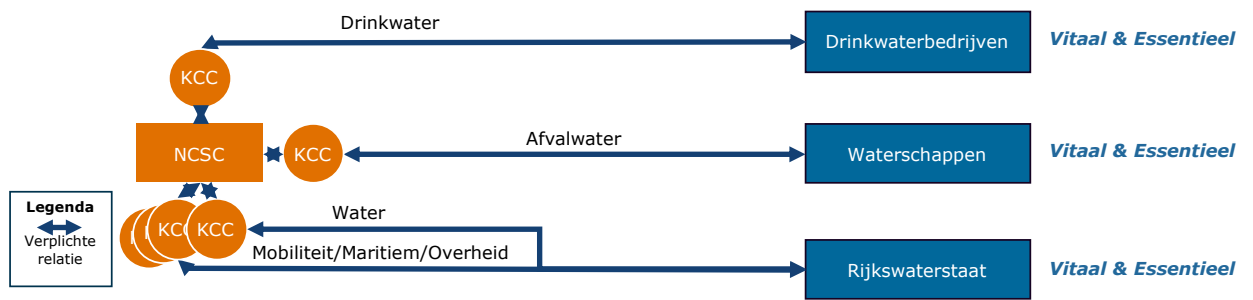 Drinkwater
Drinkwaterbedrijven
Vitaal & Essentieel
KCC
NCSC
KCC
Afvalwater
Waterschappen
Vitaal & Essentieel
Legenda
Verplichte
relatie
KCC
KCC
Water
Mobiliteit/Maritiem/Overheid
Rijkswaterstaat
Vitaal & Essentieel